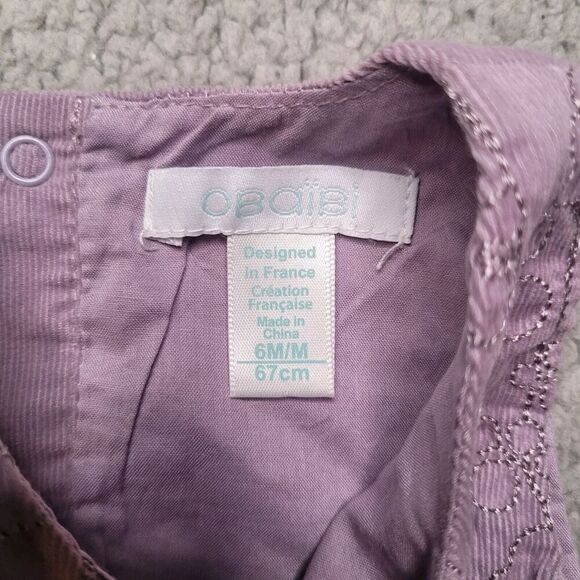 OBaïBi
Designed
in France
Création
Française
Made in
China
6M/M
67cm